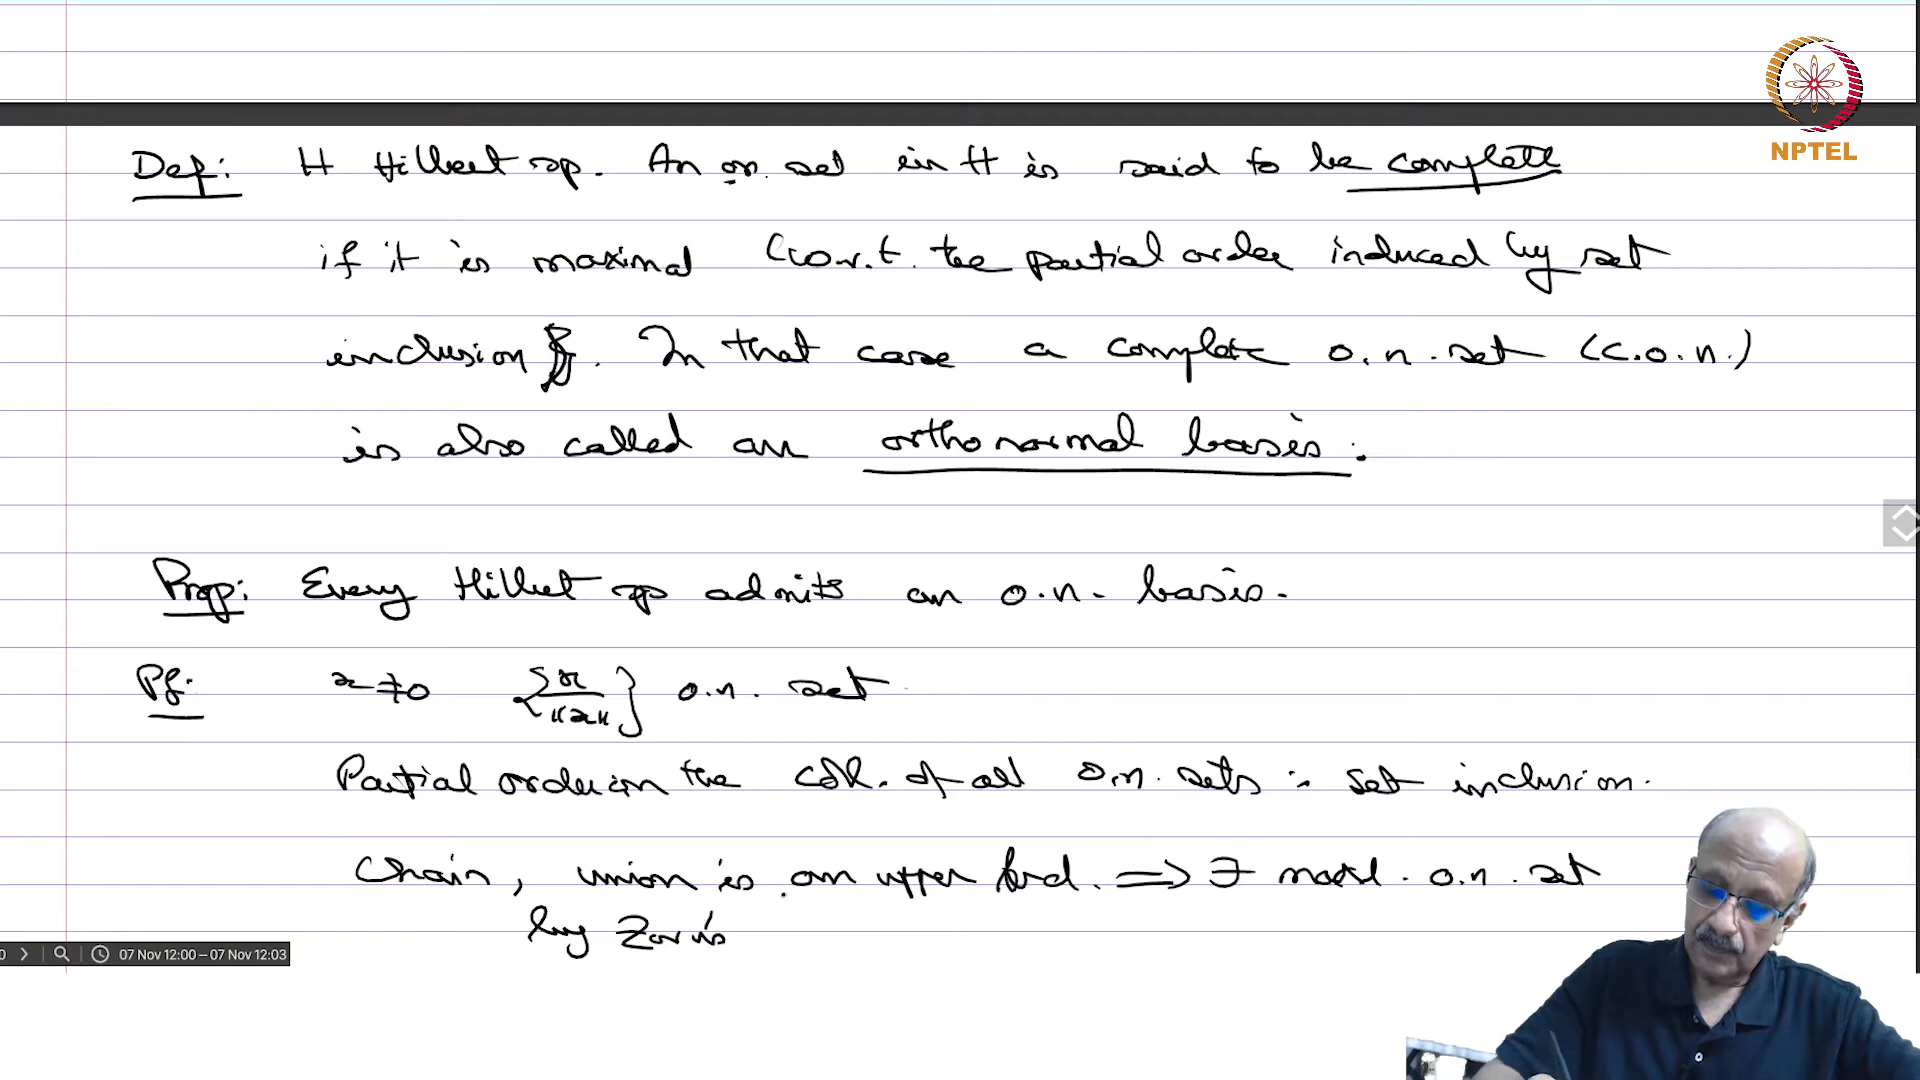 NPTEL
Def: H Hilbert sp. An o.n. set in H is said to be complete
if it is maximal (w.r.t. the partial order induced by set
inclusion). In that case a complete o.n. set (c.o.n.)
is also called an orthonormal basis.
Prop: Every Hilbert sp admits an o.n. basis.
Pf: x≠0 {x/||x||} o.n. set
Partial order in the coll. of all o.n. sets : set inclusion.
Chain, union is an upper bnd. ⟹ ∃ maxl. o.n. set
by Zorn's
07 Nov 12:00 – 07 Nov 12:03